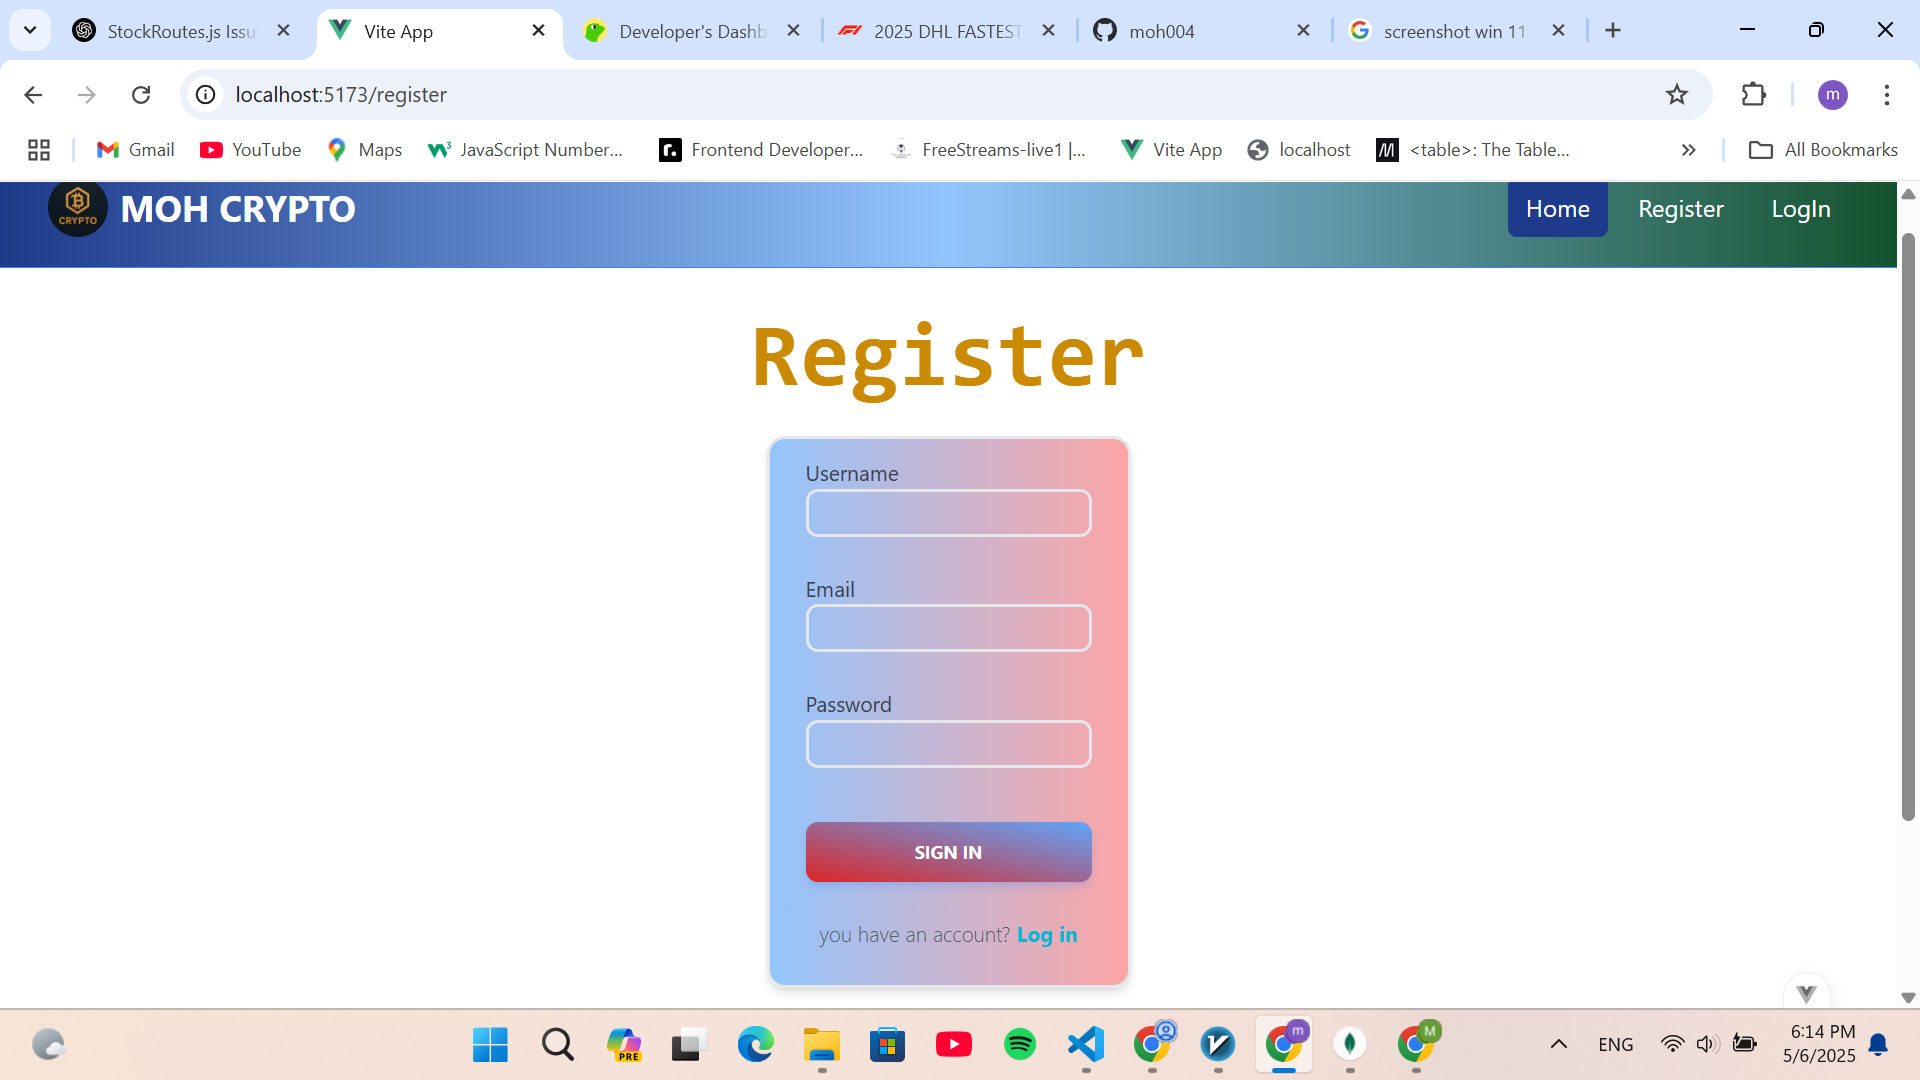 StockRoutes.js Issu
Vite App
Developer's Dashb
2025 DHL FASTEST
moh004
screenshot win 11
localhost:5173/register
m
Gmail
YouTube
Maps
JavaScript Number...
Frontend Developer...
FreeStreams-live1 |...
Vite App
localhost
<table>: The Table...
All Bookmarks
CRYPTO
MOH CRYPTO
Home
Register
LogIn
Register
Username
Email
Password
SIGN IN
you have an account? Log in
PRE
m
M
ENG
6:14 PM
5/6/2025